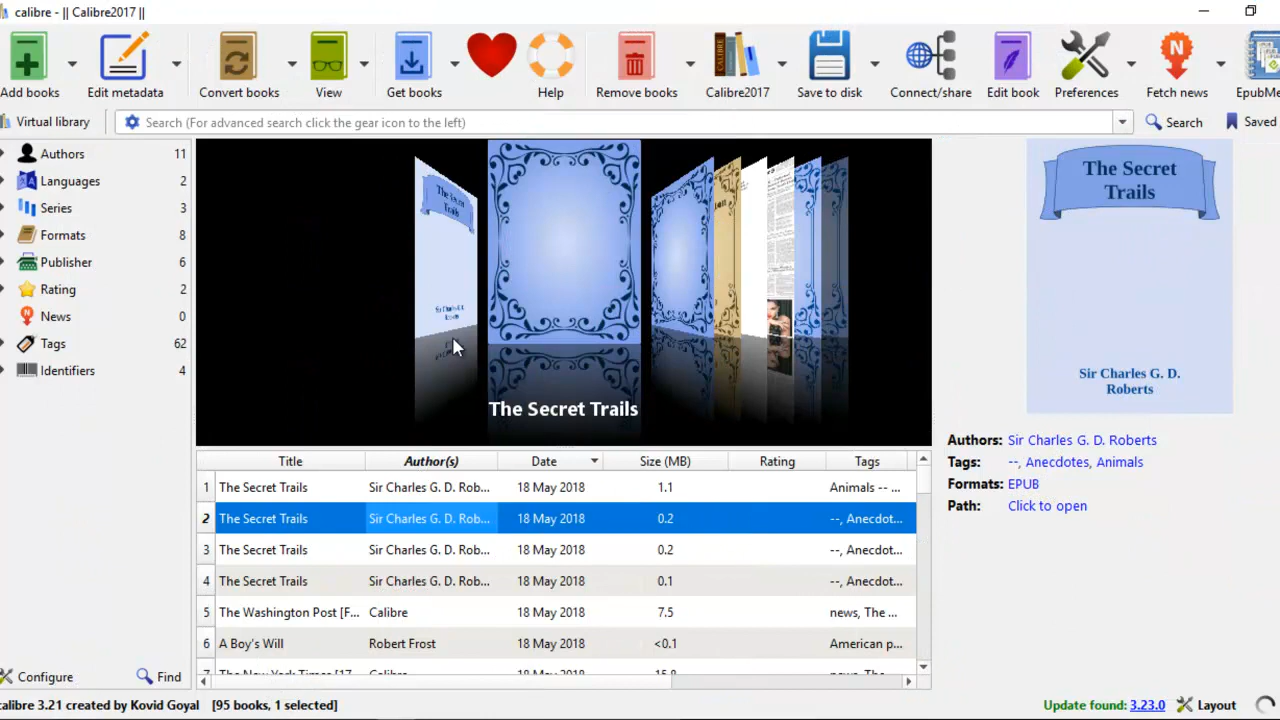 calibre - || Calibre2017 ||
Add books
Edit metadata
Convert books
View
Get books
Help
Remove books
Calibre2017
Save to disk
Connect/share
Edit book
Preferences
Fetch news
EpubMe
Virtual library
Search (For advanced search click the gear icon to the left)
Search
Saved
Authors 11
Languages 2
Series 3
Formats 8
Publisher 6
Rating 2
News 0
Tags 62
Identifiers 4
Configure
Find
The Secret
Trails
The Secret Trails
Title Author(s) Date Size (MB) Rating Tags
1 The Secret Trails Sir Charles G. D. Rob... 18 May 2018 1.1 Animals -- ...
2 The Secret Trails Sir Charles G. D. Rob... 18 May 2018 0.2 --, Anecdot...
3 The Secret Trails Sir Charles G. D. Rob... 18 May 2018 0.2 --, Anecdot...
4 The Secret Trails Sir Charles G. D. Rob... 18 May 2018 0.1 --, Anecdot...
5 The Washington Post [F... Calibre 18 May 2018 7.5 news, The ...
6 A Boy's Will Robert Frost 18 May 2018 <0.1 American p...
The Secret
Trails
Sir Charles G. D.
Roberts
Authors: Sir Charles G. D. Roberts
Tags: --, Anecdotes, Animals
Formats: EPUB
Path: Click to open
calibre 3.21 created by Kovid Goyal [95 books, 1 selected]
Update found: 3.23.0
Layout